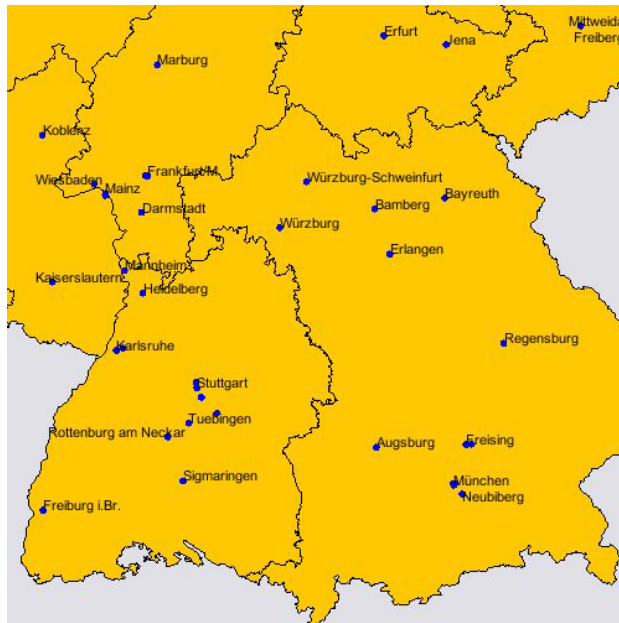 Mittweida
Erfurt
Freiberg
Jena
Marburg
Koblenz
Frankfurt/M.
Wiesbaden
Würzburg-Schweinfurt
Mainz
Bayreuth
Bamberg
Darmstadt
Würzburg
Erlangen
Mannheim
Kaiserslautern
Heidelberg
Regensburg
Karlsruhe
Stuttgart
Tuebingen
Rottenburg am Neckar
Augsburg
Freising
Sigmaringen
München
Neubiberg
Freiburg i.Br.